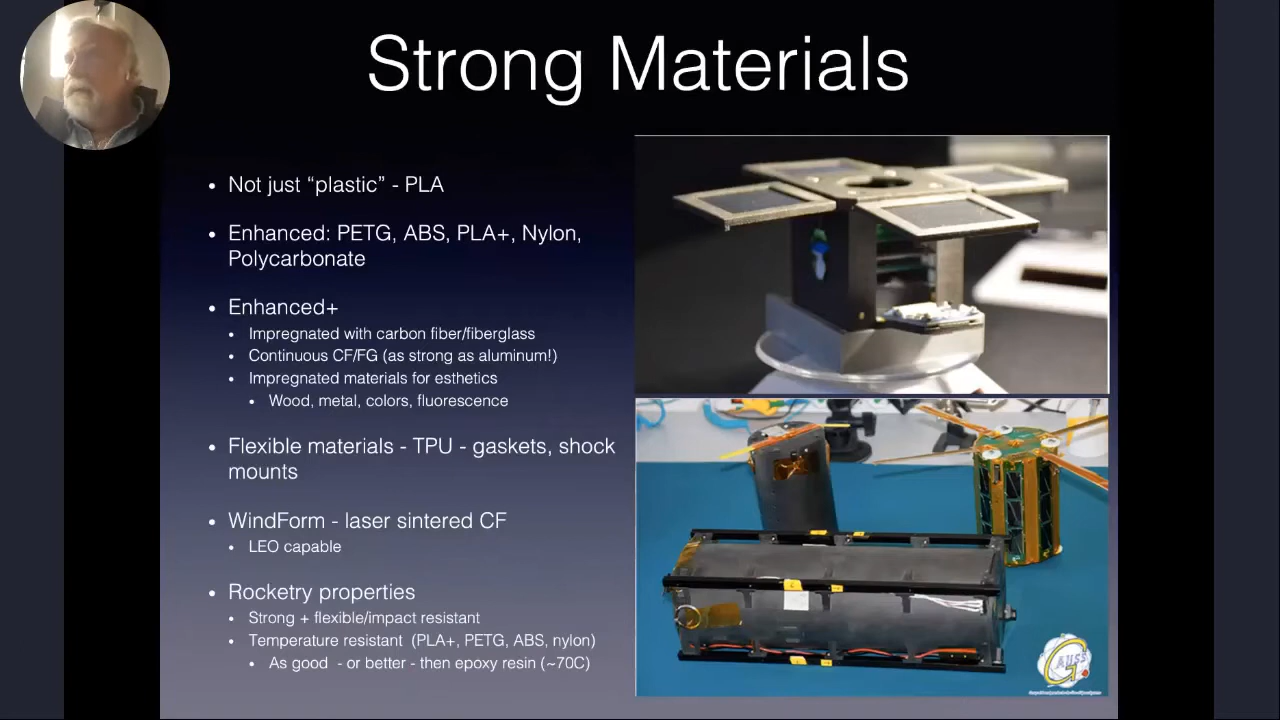 Strong Materials
• Not just “plastic” - PLA
• Enhanced: PETG, ABS, PLA+, Nylon,
Polycarbonate
• Enhanced+
• Impregnated with carbon fiber/fiberglass
• Continuous CF/FG (as strong as aluminum!)
• Impregnated materials for esthetics
• Wood, metal, colors, fluorescence
• Flexible materials - TPU - gaskets, shock
mounts
• WindForm - laser sintered CF
• LEO capable
• Rocketry properties
• Strong + flexible/impact resistant
• Temperature resistant (PLA+, PETG, ABS, nylon)
• As good - or better - then epoxy resin (~70C)
GAUSS